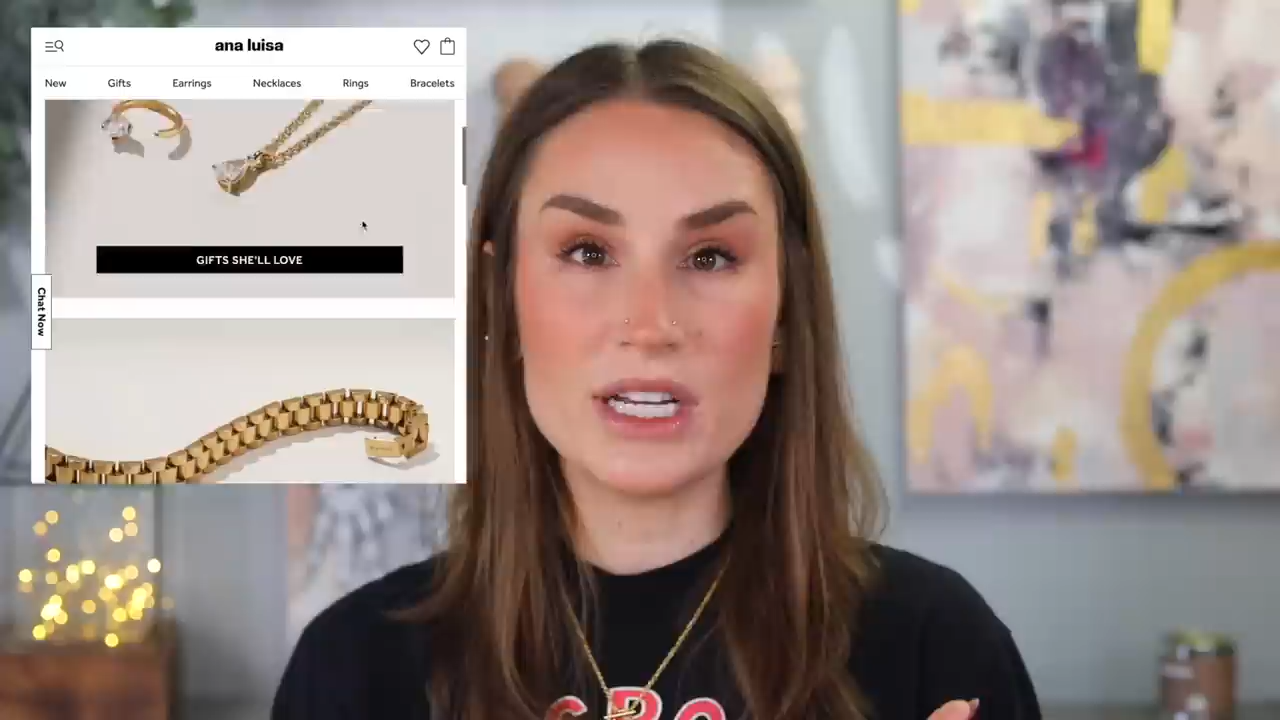 ana luisa
New Gifts Earrings Necklaces Rings Bracelets
GIFTS SHE'LL LOVE
Chat Now